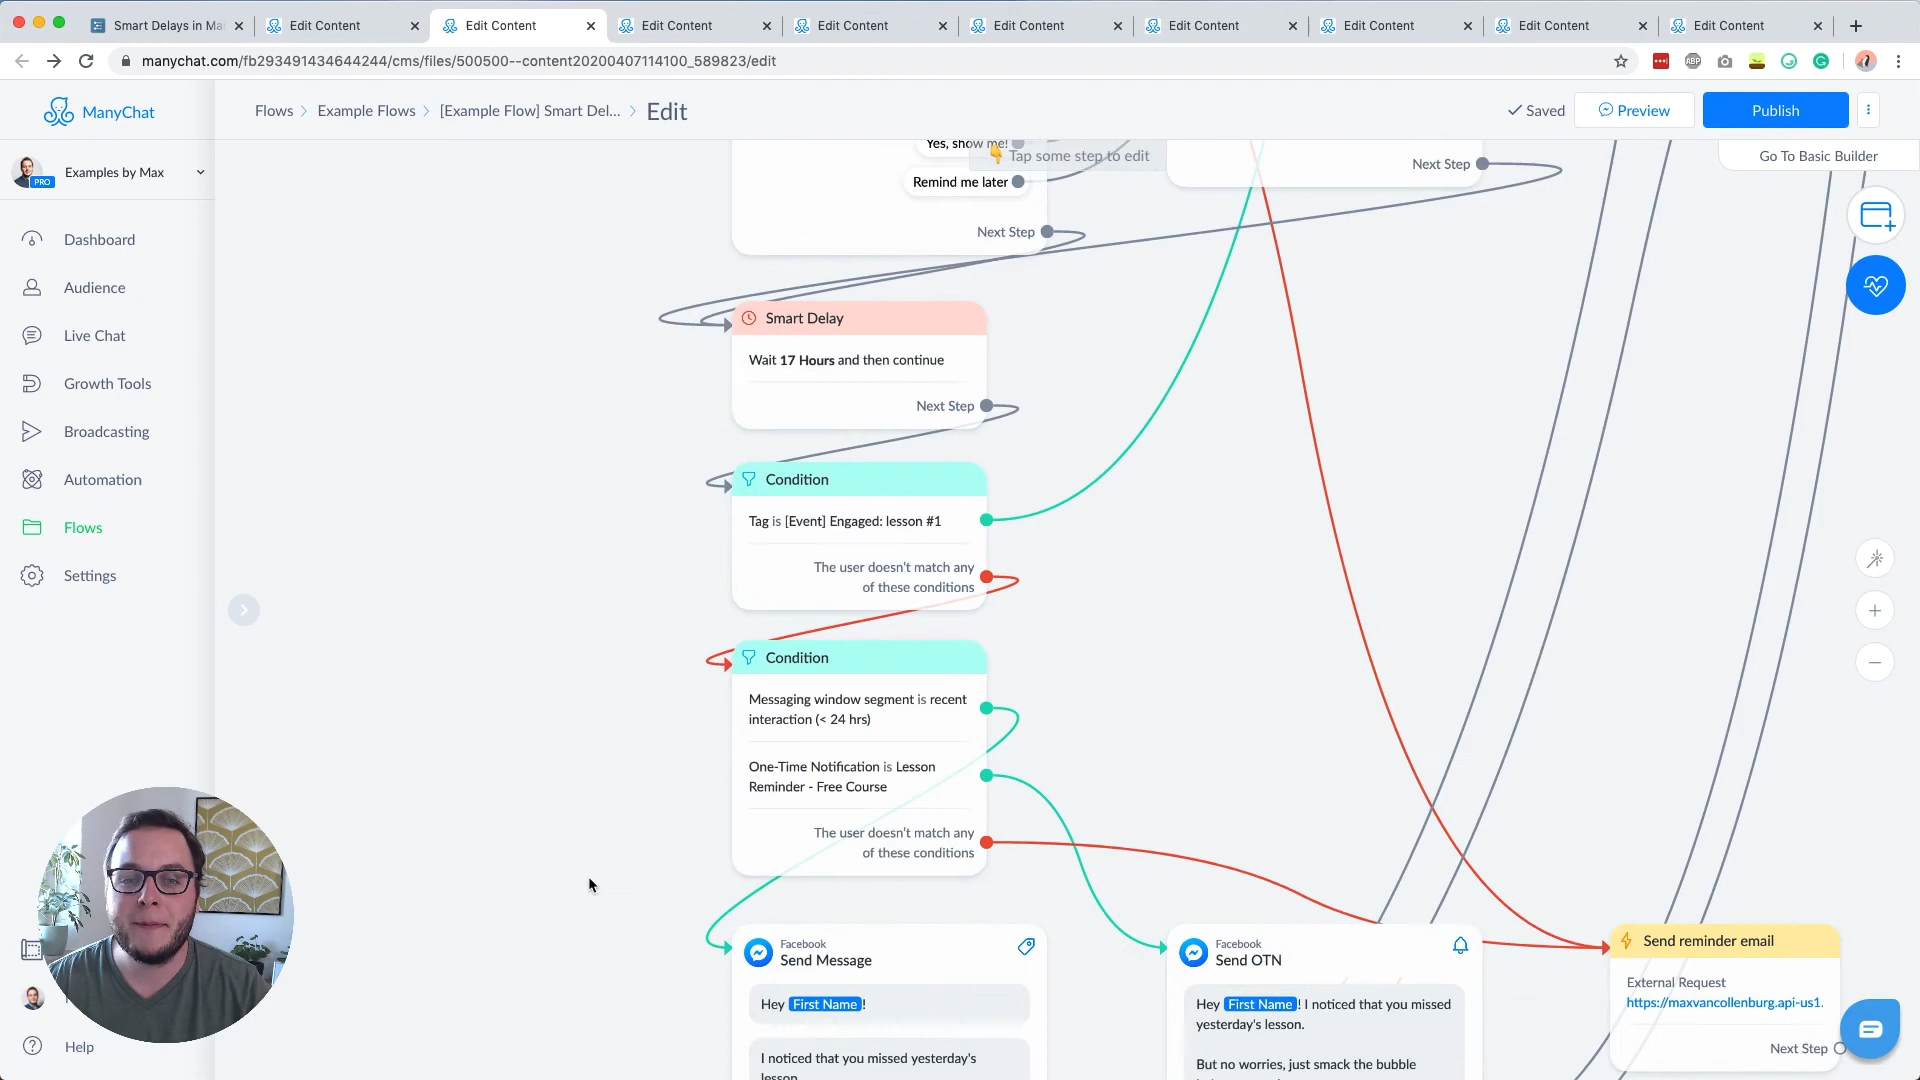 Smart Delays in Ma
Edit Content
Edit Content
Edit Content
Edit Content
Edit Content
Edit Content
Edit Content
Edit Content
Edit Content
manychat.com/fb293491434644244/cms/files/500500--content20200407114100_589823/edit
ABP
ManyChat
Flows
Example Flows
[Example Flow] Smart Del...
Edit
Saved
Preview
Publish
Examples by Max
PRO
Dashboard
Audience
Live Chat
Growth Tools
Broadcasting
Automation
Flows
Settings
Help
Go To Basic Builder
Tap some step to edit
Yes, show me!
Remind me later
Next Step
Next Step
Smart Delay
Wait 17 Hours and then continue
Next Step
Condition
Tag is [Event] Engaged: lesson #1
The user doesn't match any
of these conditions
Condition
Messaging window segment is recent
interaction (< 24 hrs)
One-Time Notification is Lesson
Reminder - Free Course
The user doesn't match any
of these conditions
Facebook
Send Message
Hey First Name!
I noticed that you missed yesterday's
lesson
Facebook
Send OTN
Hey First Name! I noticed that you missed
yesterday's lesson.
But no worries, just smack the bubble
Send reminder email
External Request
https://maxvancollenburg.api-us1.
Next Step